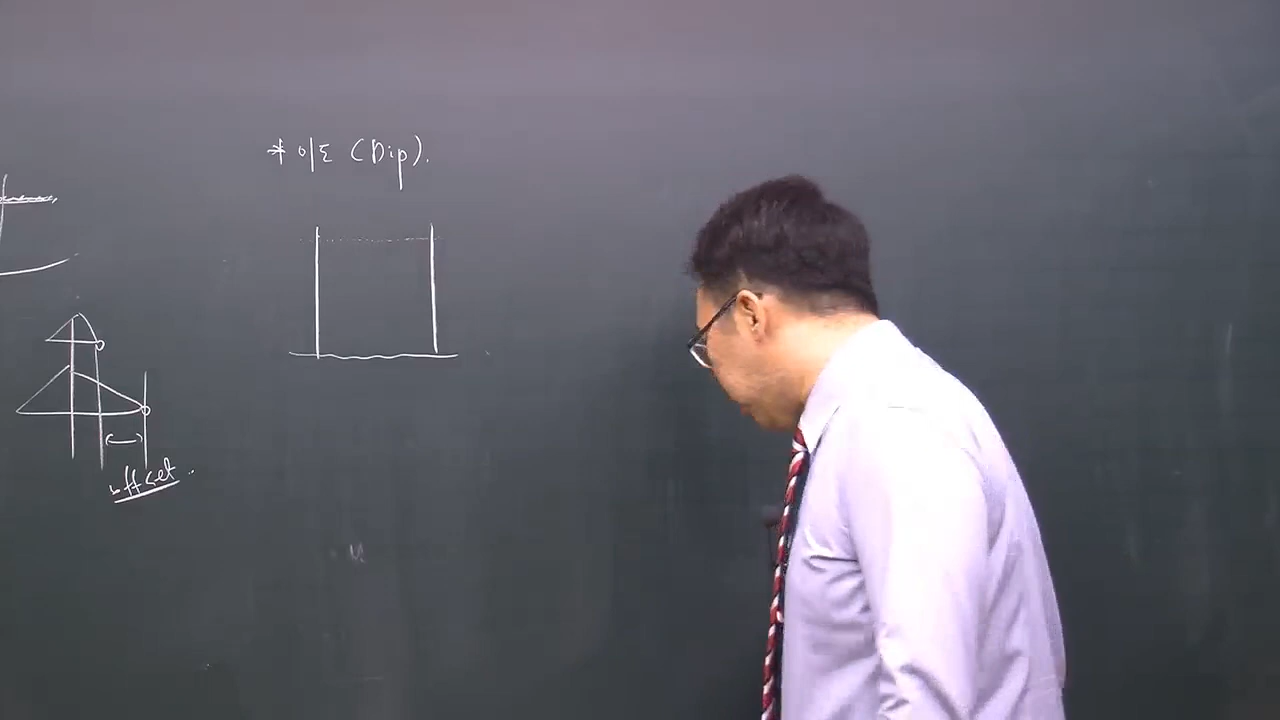 * 이도 (Dip).
offset